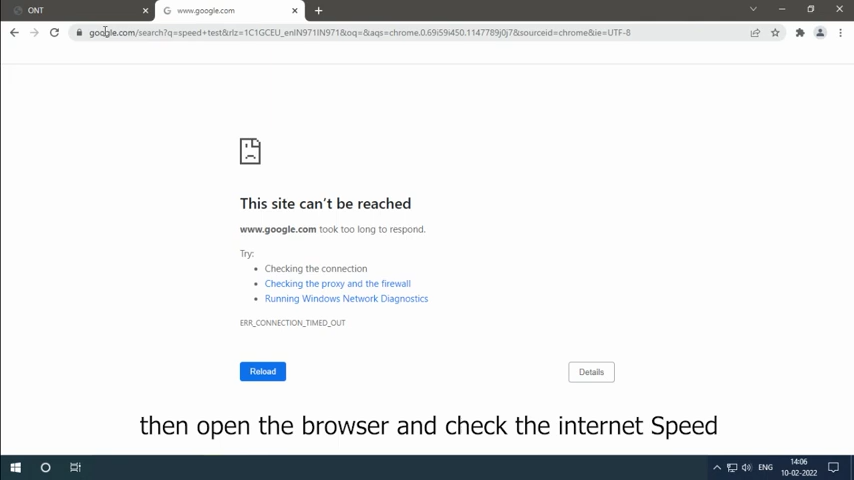 ONT
www.google.com
google.com/search?q=speed+test&rlz=1C1GCEU_enIN971IN971&oq=&aqs=chrome.0.69i59i450.1147789j0j7&sourceid=chrome&ie=UTF-8
This site can't be reached
www.google.com took too long to respond.
Try:
• Checking the connection
• Checking the proxy and the firewall
• Running Windows Network Diagnostics
ERR_CONNECTION_TIMED_OUT
Reload
Details
then open the browser and check the internet Speed
ENG
14:06
10-02-2022